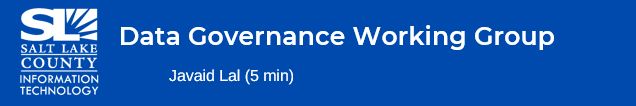 SL
SALT LAKE
COUNTY
INFORMATION
TECHNOLOGY
Data Governance Working Group
Javaid Lal (5 min)